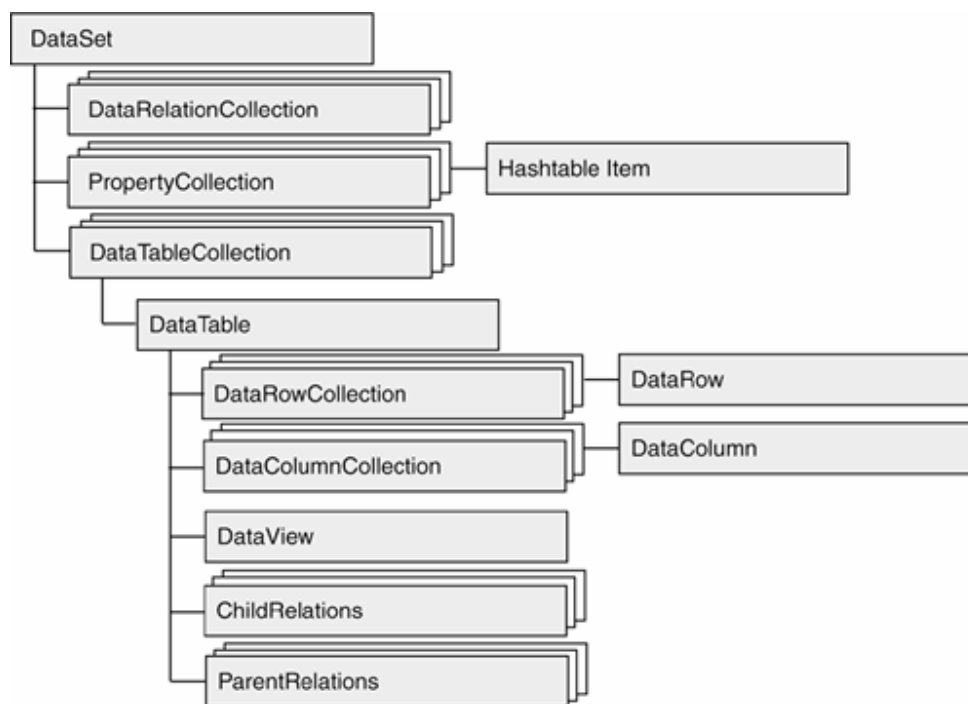 DataSet
DataRelationCollection
PropertyCollection
Hashtable Item
DataTableCollection
DataTable
DataRowCollection
DataRow
DataColumnCollection
DataColumn
DataView
ChildRelations
ParentRelations